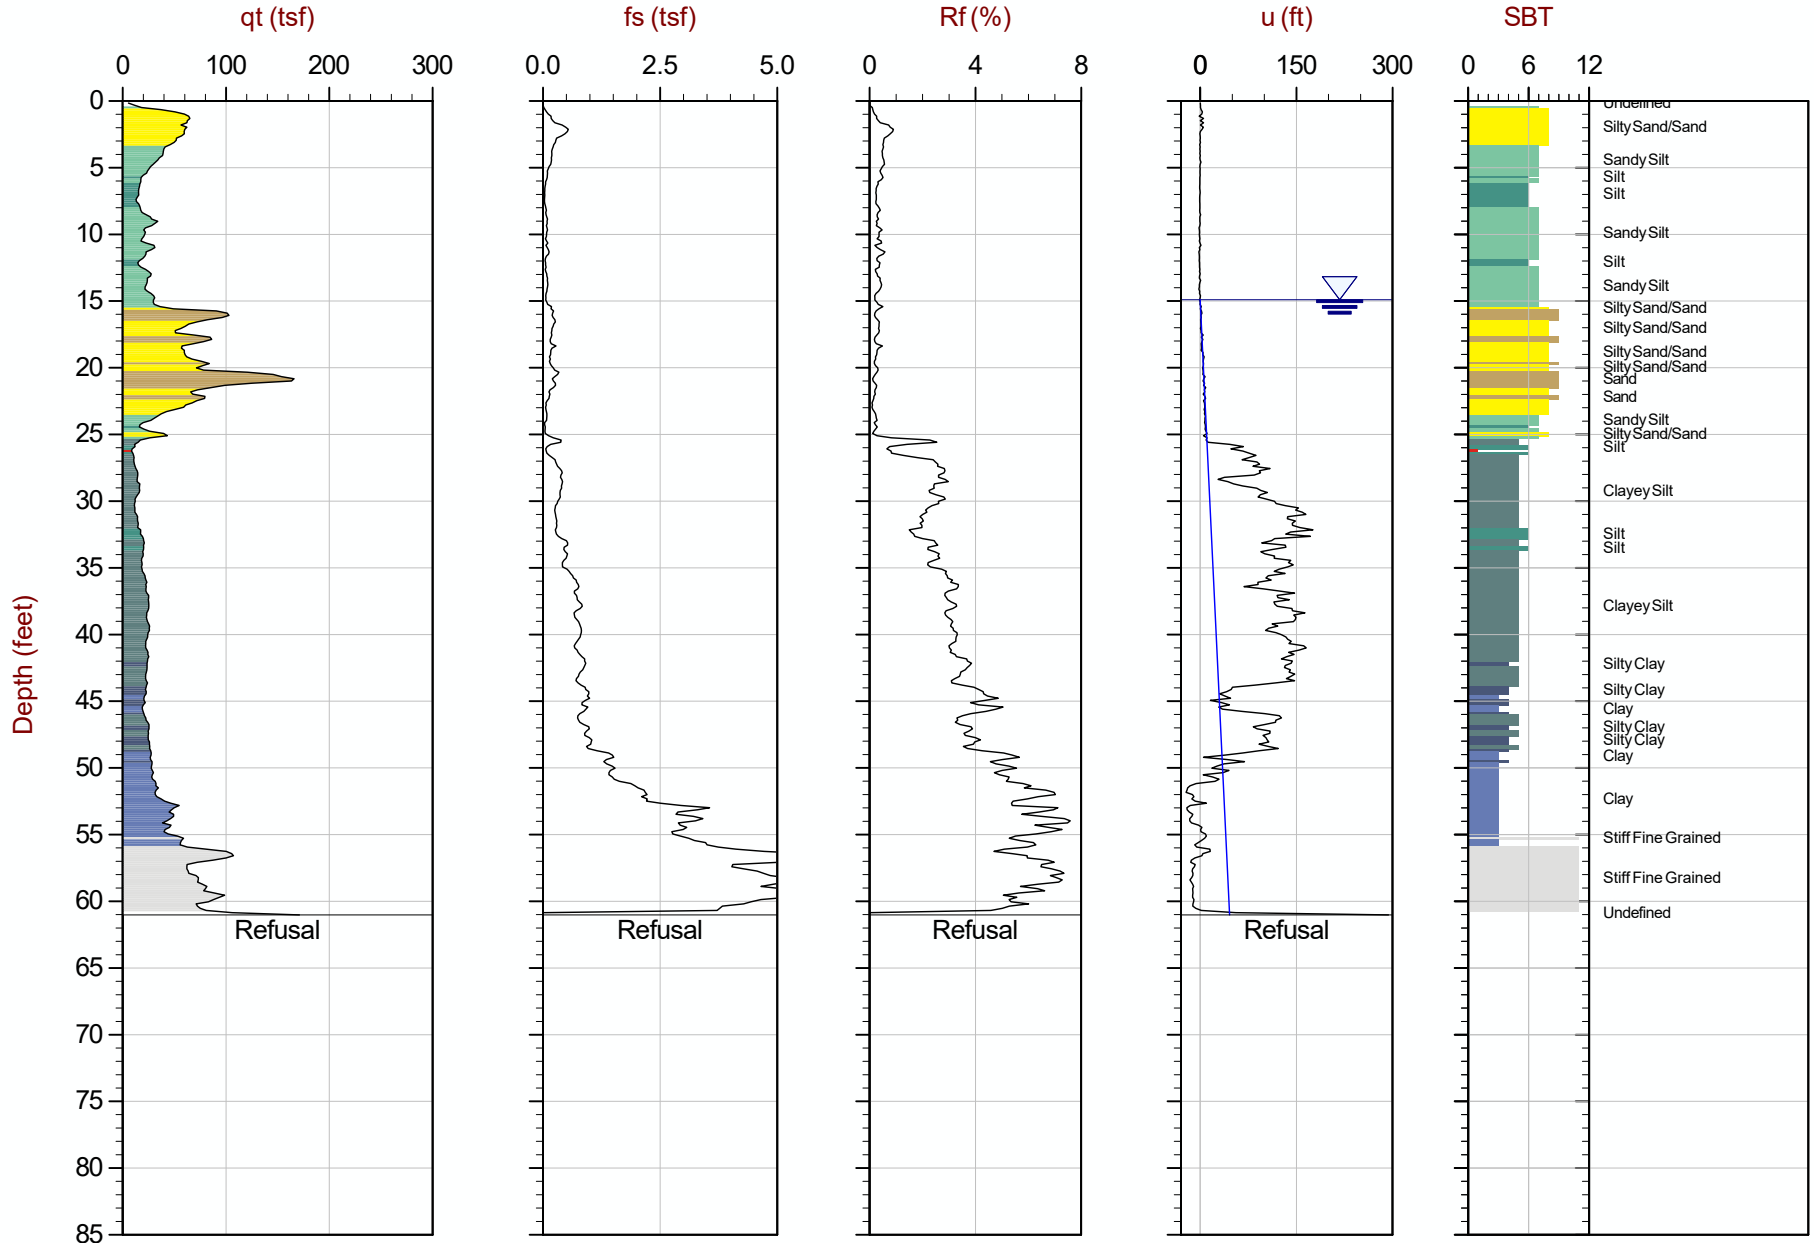 qt (tsf) fs (tsf) Rf (%) u (ft) SBT
0 100 200 300 0.0 2.5 5.0 0 4 8 0 150 300 0 6 12
Depth (feet)
0
5
10
15
20
25
30
35
40
45
50
55
60
65
70
75
80
85
Undefined
Silty Sand/Sand
Sandy Silt
Silt
Silt
Sandy Silt
Silt
Sandy Silt
Silty Sand/Sand
Silty Sand/Sand
Silty Sand/Sand
Silty Sand/Sand
Sand
Sand
Sandy Silt
Silty Sand/Sand
Silt
Clayey Silt
Silt
Silt
Clayey Silt
Silty Clay
Silty Clay
Clay
Silty Clay
Silty Clay
Clay
Clay
Stiff Fine Grained
Stiff Fine Grained
Undefined
Refusal Refusal Refusal Refusal